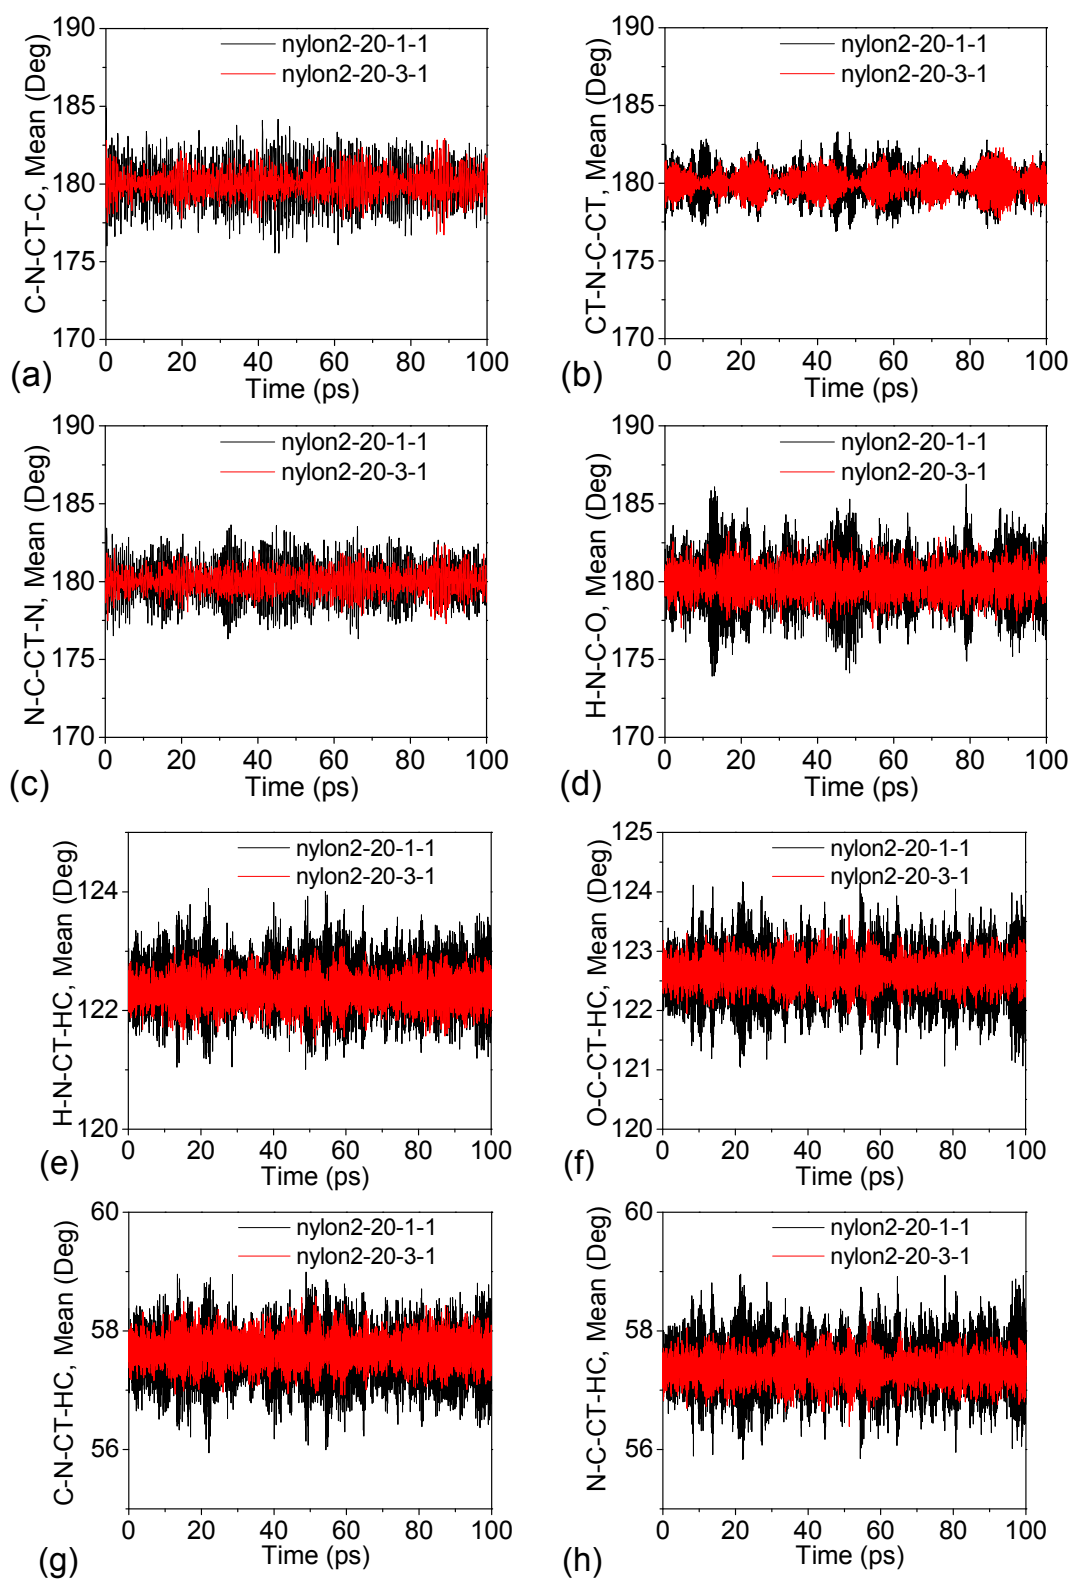 190
nylon2-20-1-1
nylon2-20-3-1
185
180
175
170
C-N-CT-C, Mean (Deg)
0 20 40 60 80 100
Time (ps)
(a)
190
nylon2-20-1-1
nylon2-20-3-1
185
180
175
170
CT-N-C-CT, Mean (Deg)
0 20 40 60 80 100
Time (ps)
(b)
190
nylon2-20-1-1
nylon2-20-3-1
185
180
175
170
N-C-CT-N, Mean (Deg)
0 20 40 60 80 100
Time (ps)
(c)
190
nylon2-20-1-1
nylon2-20-3-1
185
180
175
170
H-N-C-O, Mean (Deg)
0 20 40 60 80 100
Time (ps)
(d)
nylon2-20-1-1
nylon2-20-3-1
124
122
120
H-N-CT-HC, Mean (Deg)
0 20 40 60 80 100
Time (ps)
(e)
125
nylon2-20-1-1
nylon2-20-3-1
124
123
122
121
120
O-C-CT-HC, Mean (Deg)
0 20 40 60 80 100
Time (ps)
(f)
60
nylon2-20-1-1
nylon2-20-3-1
58
56
C-N-CT-HC, Mean (Deg)
0 20 40 60 80 100
Time (ps)
(g)
60
nylon2-20-1-1
nylon2-20-3-1
58
56
N-C-CT-HC, Mean (Deg)
0 20 40 60 80 100
Time (ps)
(h)